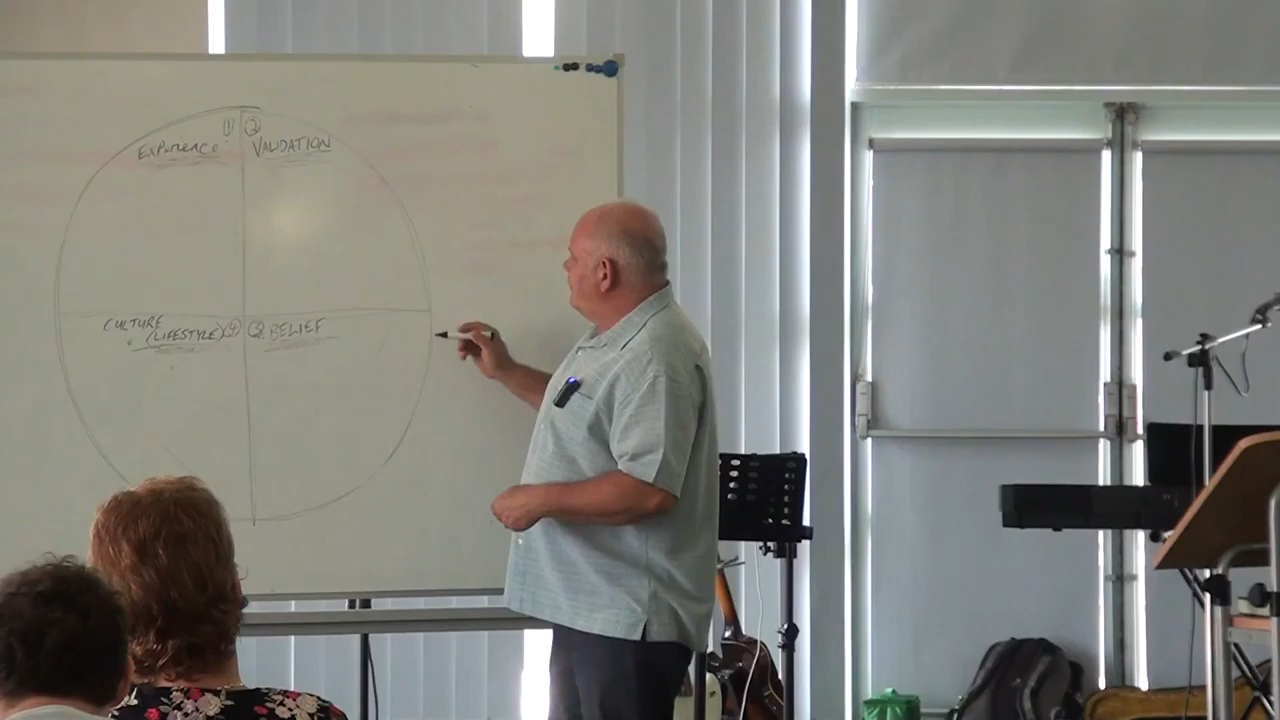 EXPERIENCE ①
② VALIDATION
CULTURE
(LIFESTYLE) ④
③ BELIEF